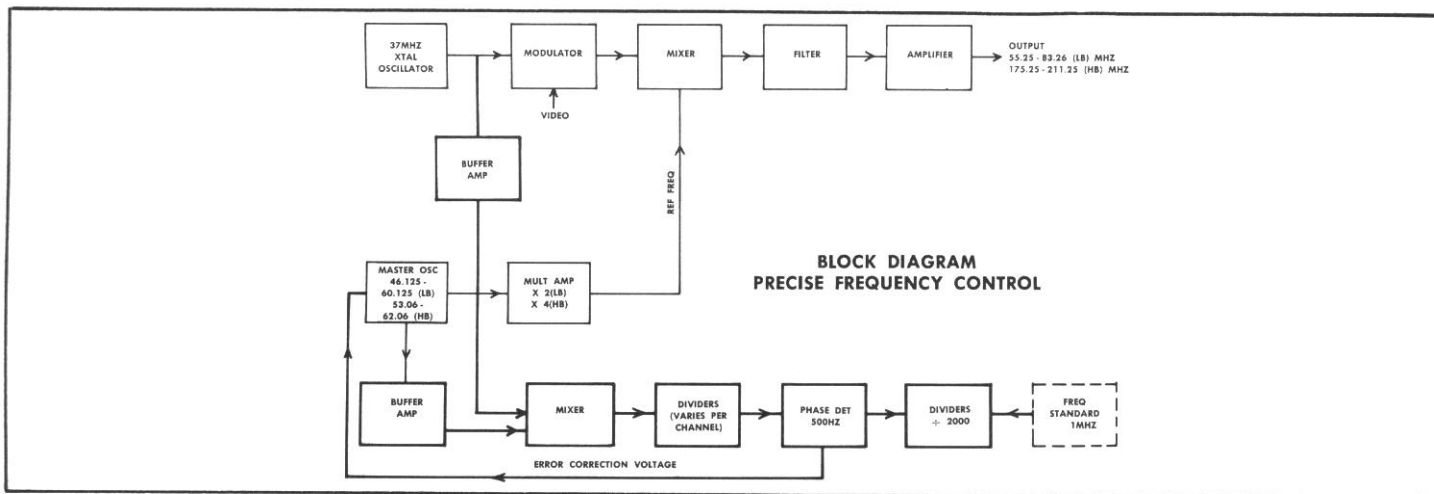 37MHZ
XTAL
OSCILLATOR
MODULATOR
MIXER
FILTER
AMPLIFIER
OUTPUT
55.25 - 83.26 (LB) MHZ
175.25 - 211.25 (HB) MHZ
VIDEO
BUFFER
AMP
REF FREQ
BLOCK DIAGRAM
PRECISE FREQUENCY CONTROL
MASTER OSC
46.125 -
60.125 (LB)
53.06 -
62.06 (HB)
MULT AMP
X 2(LB)
X 4(HB)
BUFFER
AMP
MIXER
DIVIDERS
(VARIES PER
CHANNEL)
PHASE DET
500HZ
DIVIDERS
÷ 2000
FREQ
STANDARD
1MHZ
ERROR CORRECTION VOLTAGE